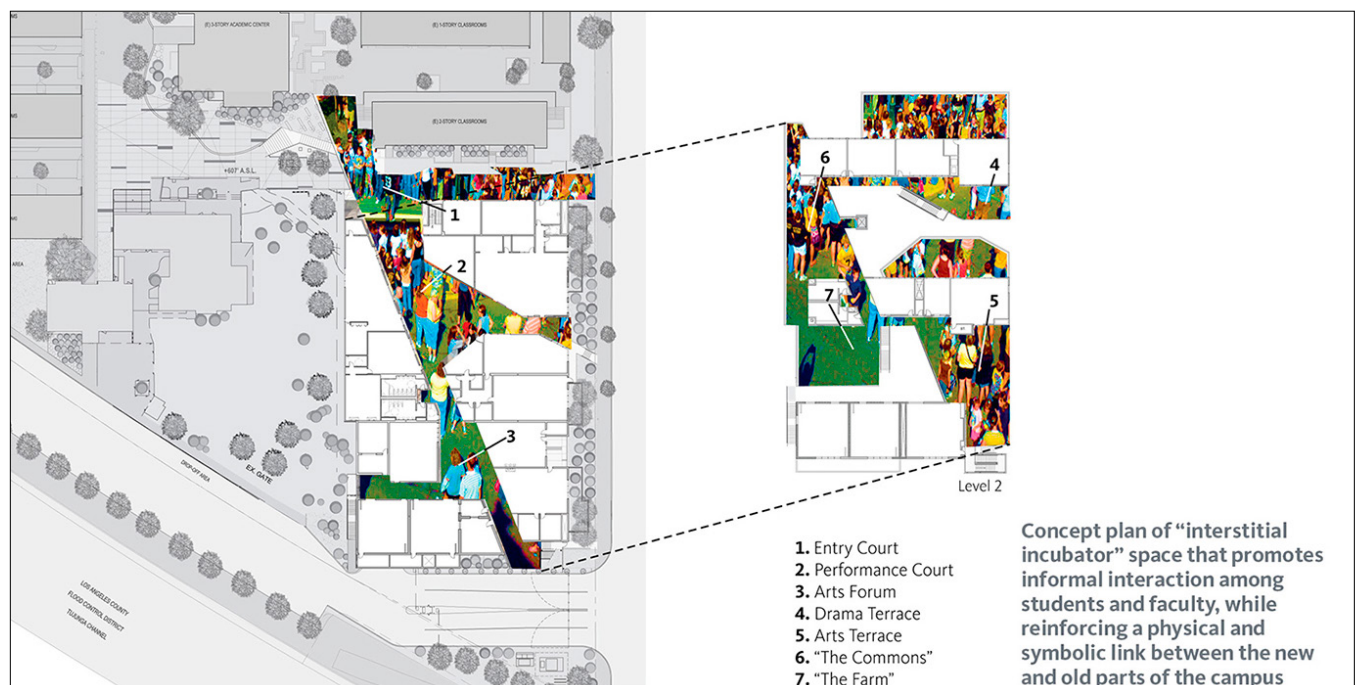 (E) 3-STORY ACADEMIC CENTER
(E) 1-STORY CLASSROOMS
MS
(E) 2-STORY CLASSROOMS
MS
+607' A.S.L.
MS
AREA
1
2
3
DROP-OFF AREA
EX. GATE
LOS ANGELES COUNTY
FLOOD CONTROL DISTRICT
TUJUNGA CHANNEL
6
4
7
5
Level 2
1. Entry Court
2. Performance Court
3. Arts Forum
4. Drama Terrace
5. Arts Terrace
6. “The Commons”
7. “The Farm”
Concept plan of “interstitial
incubator” space that promotes
informal interaction among
students and faculty, while
reinforcing a physical and
symbolic link between the new
and old parts of the campus